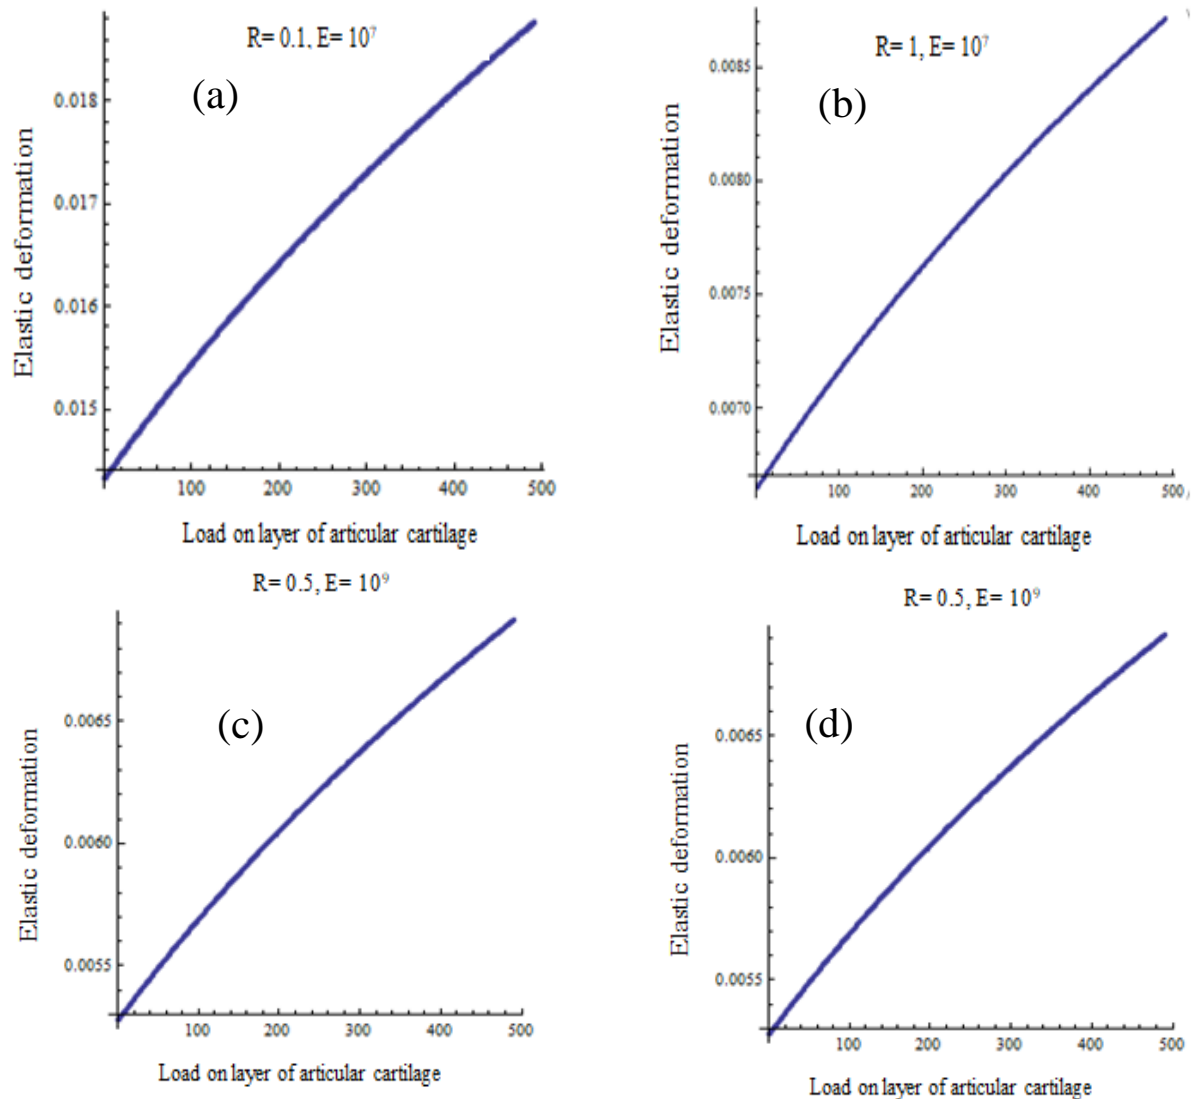 R= 0.1, E= 10⁷
(a)
Elastic deformation
0.018
0.017
0.016
0.015
100 200 300 400 500
Load on layer of articular cartilage
R= 1, E= 10⁷
(b)
Elastic deformation
0.0085
0.0080
0.0075
0.0070
100 200 300 400 500
Load on layer of articular cartilage
R= 0.5, E= 10⁹
(c)
Elastic deformation
0.0065
0.0060
0.0055
100 200 300 400 500
Load on layer of articular cartilage
R= 0.5, E= 10⁹
(d)
Elastic deformation
0.0065
0.0060
0.0055
100 200 300 400 500
Load on layer of articular cartilage